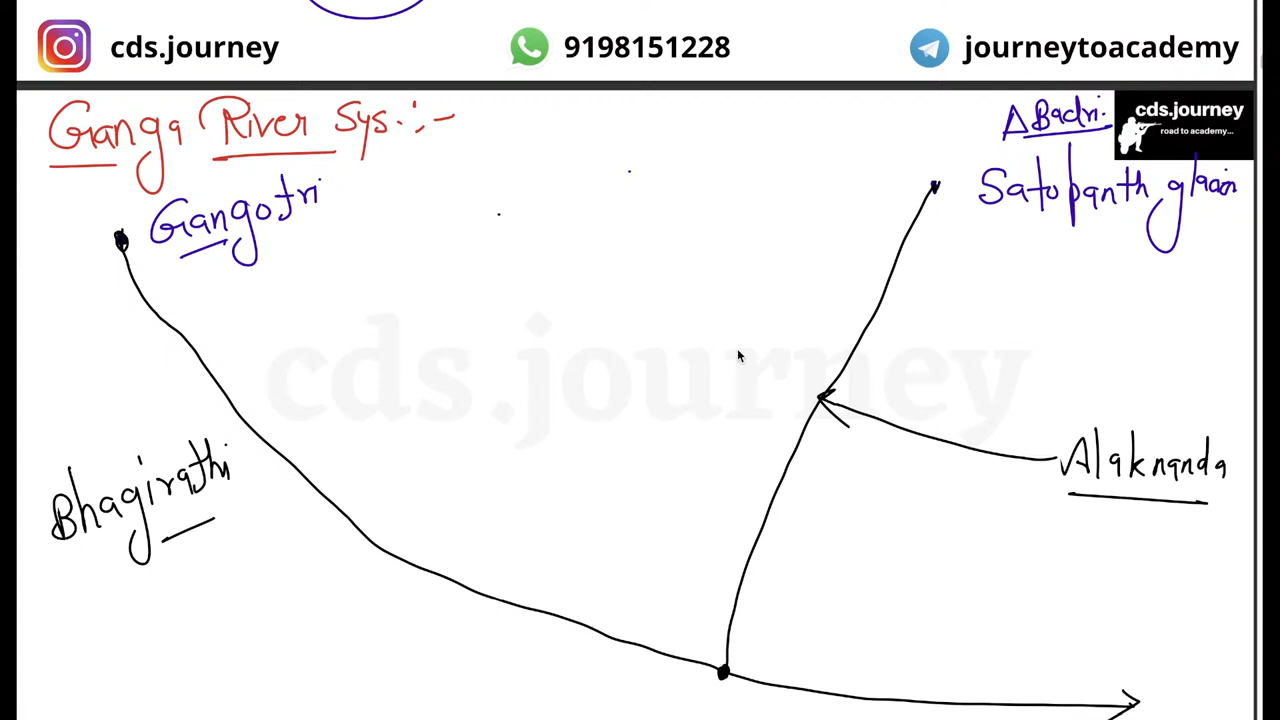 cds.journey 9198151228 journeytoacademy
Ganga River Sys.:-
Δ Badri.
cds.journey
road to academy...
Gangotri
Satopanth glacier
cds.journey
Alaknanda
Bhagirathi